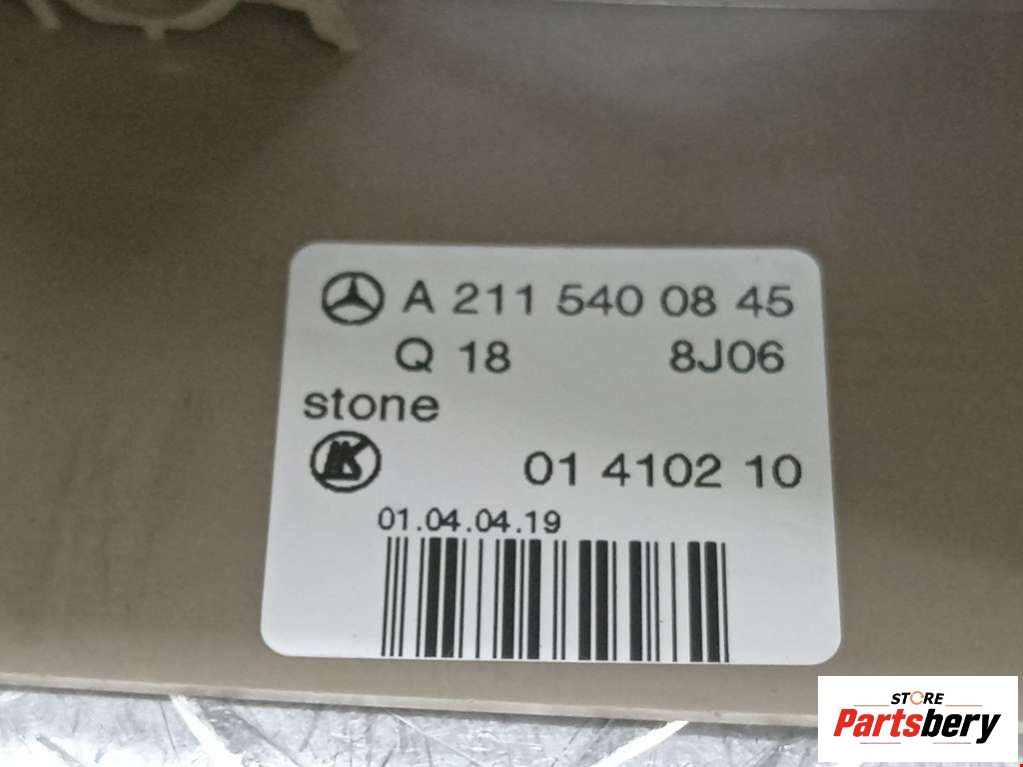 A 211 540 08 45
Q 18 8J06
stone
K 01 4102 10
01.04.04.19
STORE
Partsbery